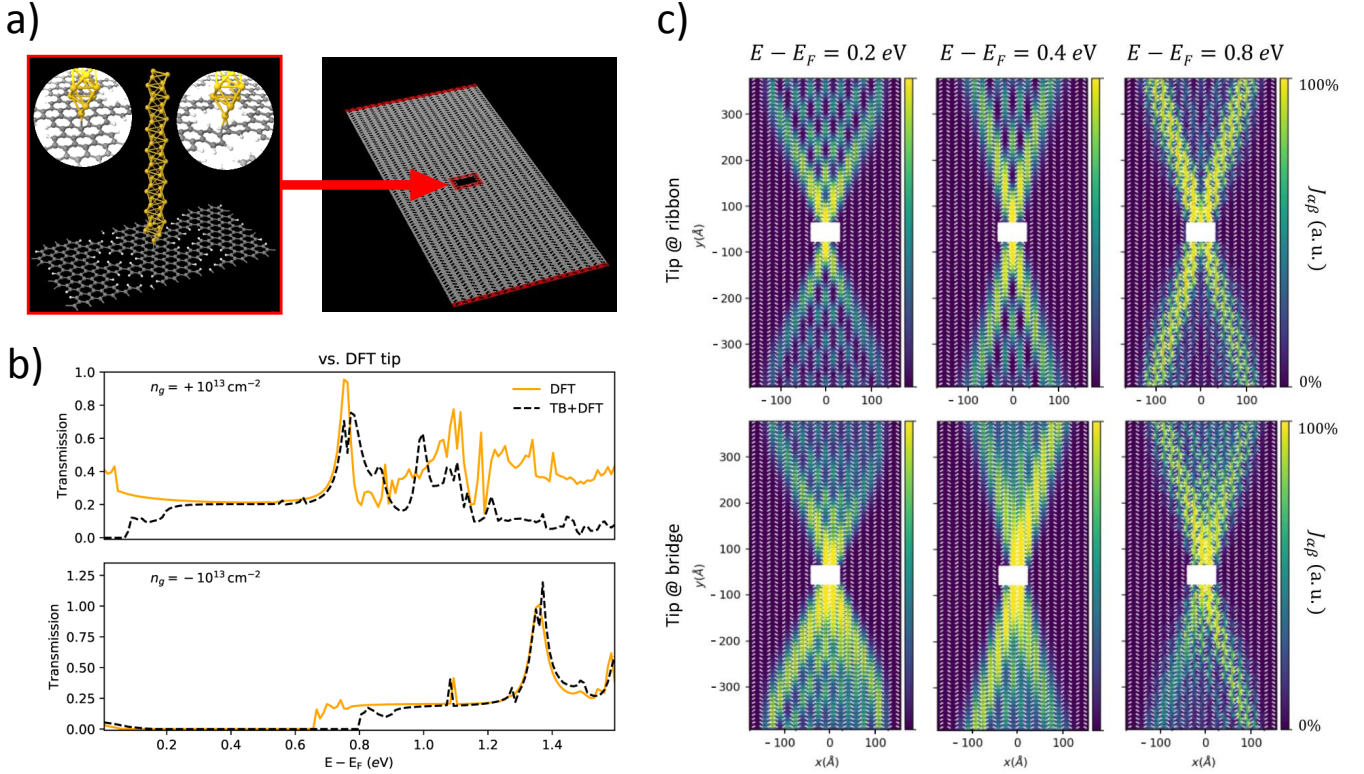 a)
b)
vs. DFT tip
n_g = +10^13 cm^-2
DFT
TB+DFT
Transmission
1.0
0.8
0.6
0.4
0.2
0.0
n_g = −10^13 cm^-2
Transmission
1.25
1.00
0.75
0.50
0.25
0.00
0.2 0.4 0.6 0.8 1.0 1.2 1.4
E − E_F (eV)
c)
E − E_F = 0.2 eV E − E_F = 0.4 eV E − E_F = 0.8 eV
Tip @ ribbon
y(Å)
300
200
100
- 100
- 200
- 300
- 100 0 100 - 100 0 100 - 100 0 100
100%
J_αβ (a.u.)
0%
Tip @ bridge
y(Å)
300
200
100
- 100
- 200
- 300
- 100 0 100 - 100 0 100 - 100 0 100
x(Å) x(Å) x(Å)
100%
J_αβ (a.u.)
0%